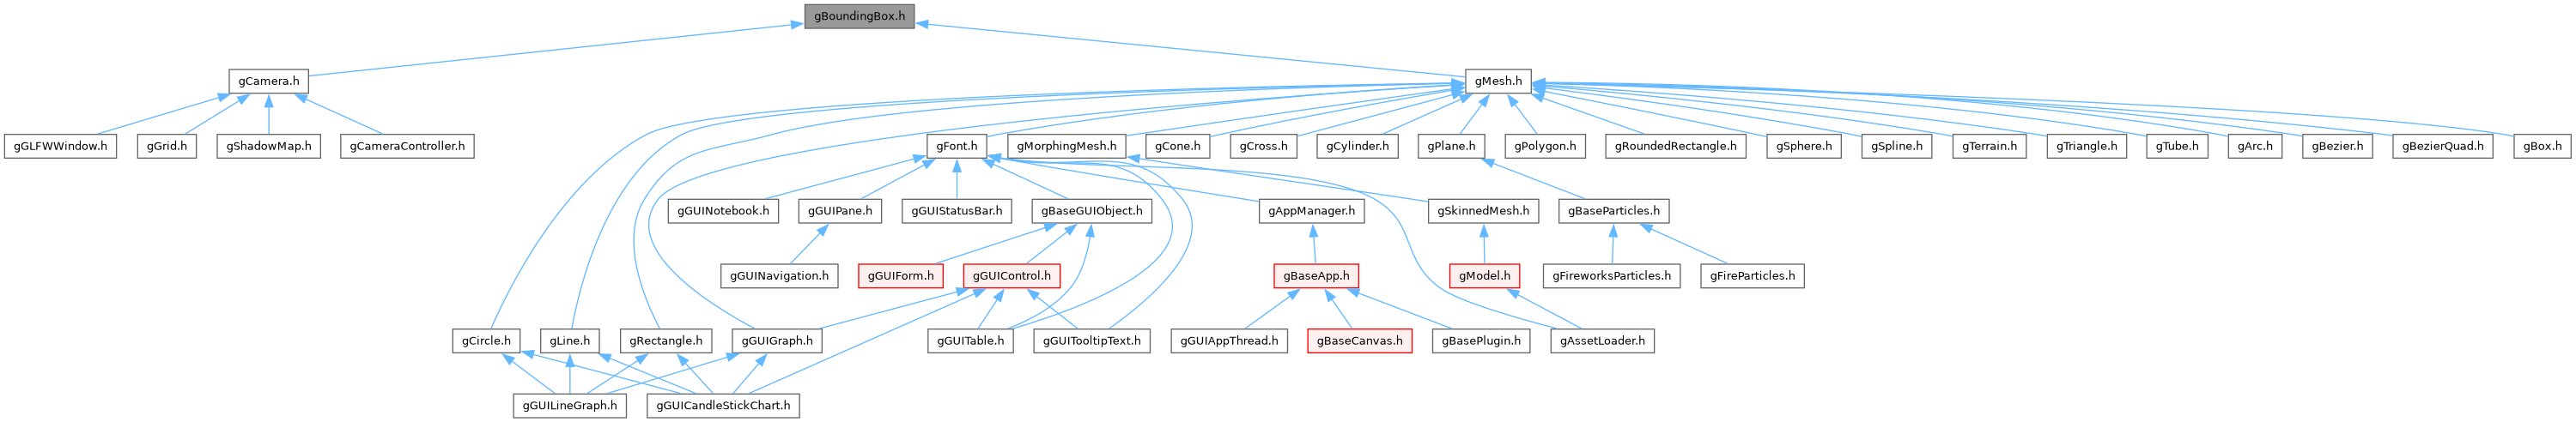 gBoundingBox.h
gCamera.h
gMesh.h
gGLFWWindow.h
gGrid.h
gShadowMap.h
gCameraController.h
gFont.h
gMorphingMesh.h
gCone.h
gCross.h
gCylinder.h
gPlane.h
gPolygon.h
gRoundedRectangle.h
gSphere.h
gSpline.h
gTerrain.h
gTriangle.h
gTube.h
gArc.h
gBezier.h
gBezierQuad.h
gBox.h
gGUINotebook.h
gGUIPane.h
gGUIStatusBar.h
gBaseGUIObject.h
gAppManager.h
gSkinnedMesh.h
gBaseParticles.h
gGUINavigation.h
gGUIForm.h
gGUIControl.h
gBaseApp.h
gModel.h
gFireworksParticles.h
gFireParticles.h
gCircle.h
gLine.h
gRectangle.h
gGUIGraph.h
gGUITable.h
gGUITooltipText.h
gGUIAppThread.h
gBaseCanvas.h
gBasePlugin.h
gAssetLoader.h
gGUILineGraph.h
gGUICandleStickChart.h